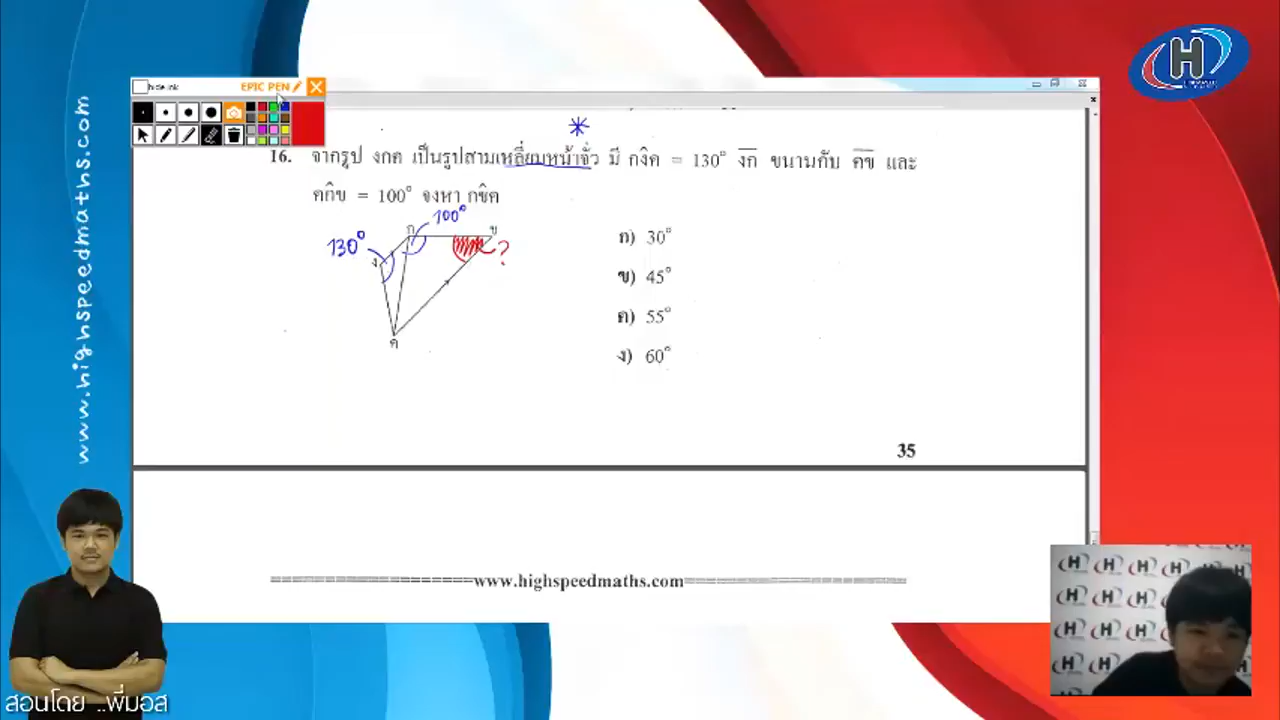 www.highspeedmaths.com
hide ink
EPIC PEN
16. จากรูป งกค เป็นรูปสามเหลี่ยมหน้าจั่ว มี กงิ̂ค = 130° งก ขนานกับ คข และ
คก̂ข = 100° จงหา กข̂ค
100°
130°
ก
ข
?
ง
ค
ก) 30°
ข) 45°
ค) 55°
ง) 60°
35
====================www.highspeedmaths.com====================
สอนโดย ..พี่มอส
H